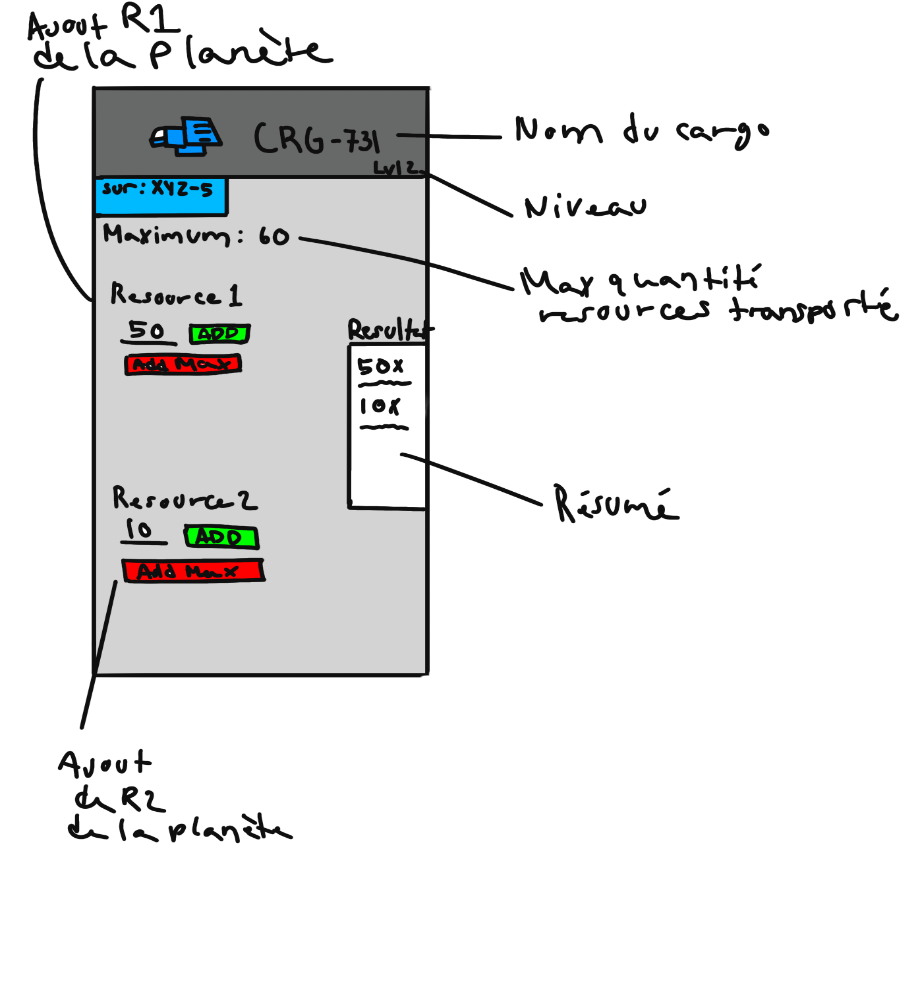 Ajout R1
de la Planète
CRG-731
Lvl 2
Nom du cargo
Niveau
sur: XYZ-5
Maximum: 60
Max quantité
resources transporté
Resource 1
50 ADD
Add Max
Resultat
50x
10x
Résumé
Resource 2
10 ADD
Add Max
Ajout
de R2
de la planète